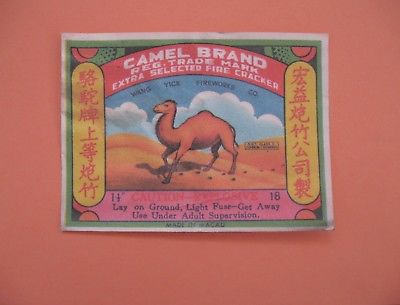 CAMEL BRAND
REG. TRADE MARK
EXTRA SELECTED FIRE CRACKER
WANG YICK FIREWORKS CO.
駱駝牌上等炮竹
宏益炮竹公司製
1½" CAUTION EXPLOSIVE 18
Lay on Ground, Light Fuse-Get Away
Use Under Adult Supervision.
MADE IN MACAU